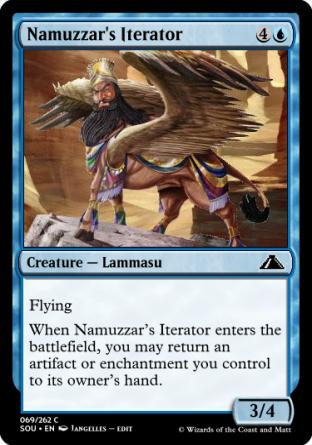 Namuzzar's Iterator 4
Creature — Lammasu
Flying
When Namuzzar's Iterator enters the
battlefield, you may return an
artifact or enchantment you control
to its owner's hand.
3/4
069/262 C
SOU • EN JANGELLES — EDIT
© Wizards of the Coast and Matt